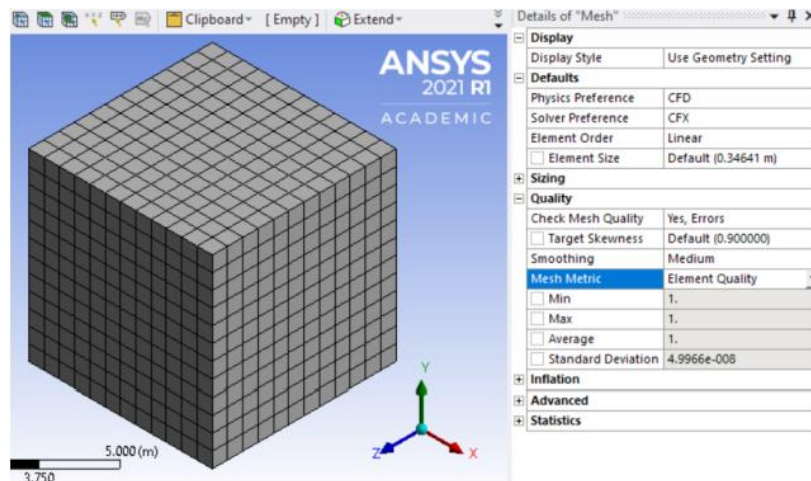 Clipboard [ Empty ] Extend
ANSYS
2021 R1
ACADEMIC
Y
Z
X
5.000 (m)
3.750
Details of "Mesh"
Display
Display Style Use Geometry Setting
Defaults
Physics Preference CFD
Solver Preference CFX
Element Order Linear
Element Size Default (0.34641 m)
Sizing
Quality
Check Mesh Quality Yes, Errors
Target Skewness Default (0.900000)
Smoothing Medium
Mesh Metric Element Quality
Min 1.
Max 1.
Average 1.
Standard Deviation 4.9966e-008
Inflation
Advanced
Statistics